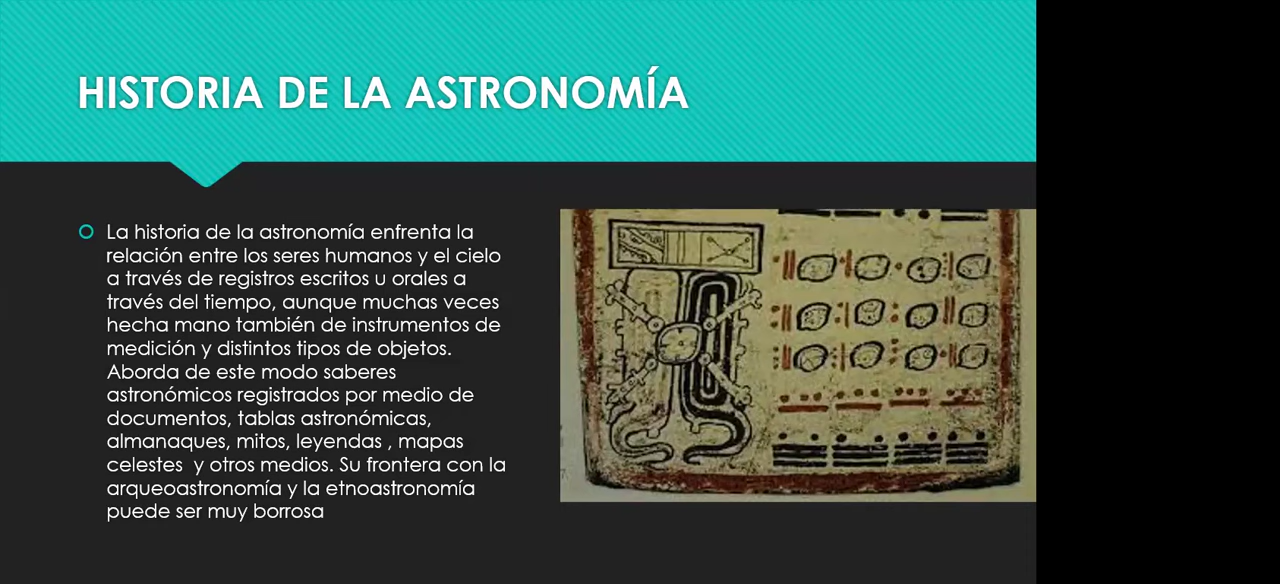 HISTORIA DE LA ASTRONOMÍA
La historia de la astronomía enfrenta la
relación entre los seres humanos y el cielo
a través de registros escritos u orales a
través del tiempo, aunque muchas veces
hecha mano también de instrumentos de
medición y distintos tipos de objetos.
Aborda de este modo saberes
astronómicos registrados por medio de
documentos, tablas astronómicas,
almanaques, mitos, leyendas , mapas
celestes  y otros medios. Su frontera con la
arqueoastronomía y la etnoastronomía
puede ser muy borrosa